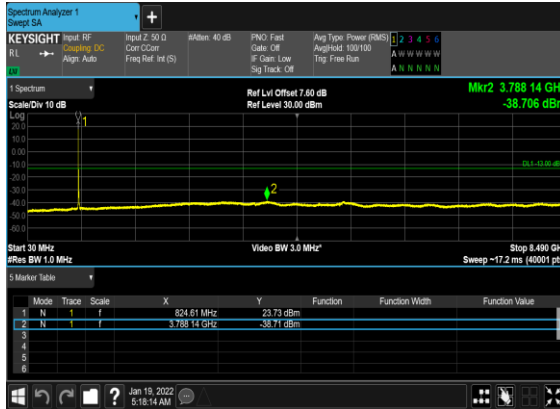 Spectrum Analyzer 1
Swept SA
+
KEYSIGHT Input: RF Input Z: 50 Ω #Atten: 40 dB PNO: Fast Avg Type: Power (RMS) 1 2 3 4 5 6
RL Coupling: DC Corr CCorr Gate: Off Avg|Hold: 100/100 A W W W W W
Align: Auto Freq Ref: Int (S) IF Gain: Low Trig: Free Run
Sig Track: Off A N N N N N
LU
1 Spectrum Ref Lvl Offset 7.60 dB Mkr2 3.788 14 GH
Scale/Div 10 dB Ref Level 30.00 dBm -38.706 dBm
Log
1
20.0
10.0
0.00
-10.0
DL1 -13.00 dB
-20.0
-30.0
2
-40.0
-50.0
-60.0
Start 30 MHz Video BW 3.0 MHz* Stop 8.490 GH
#Res BW 1.0 MHz Sweep ~17.2 ms (40001 pt
5 Marker Table
Mode Trace Scale X Y Function Function Width Function Value
1 N 1 f 824.61 MHz 23.73 dBm
2 N 1 f 3.788 14 GHz -38.71 dBm
3
4
5
6
? Jan 19, 2022
5:18:14 AM